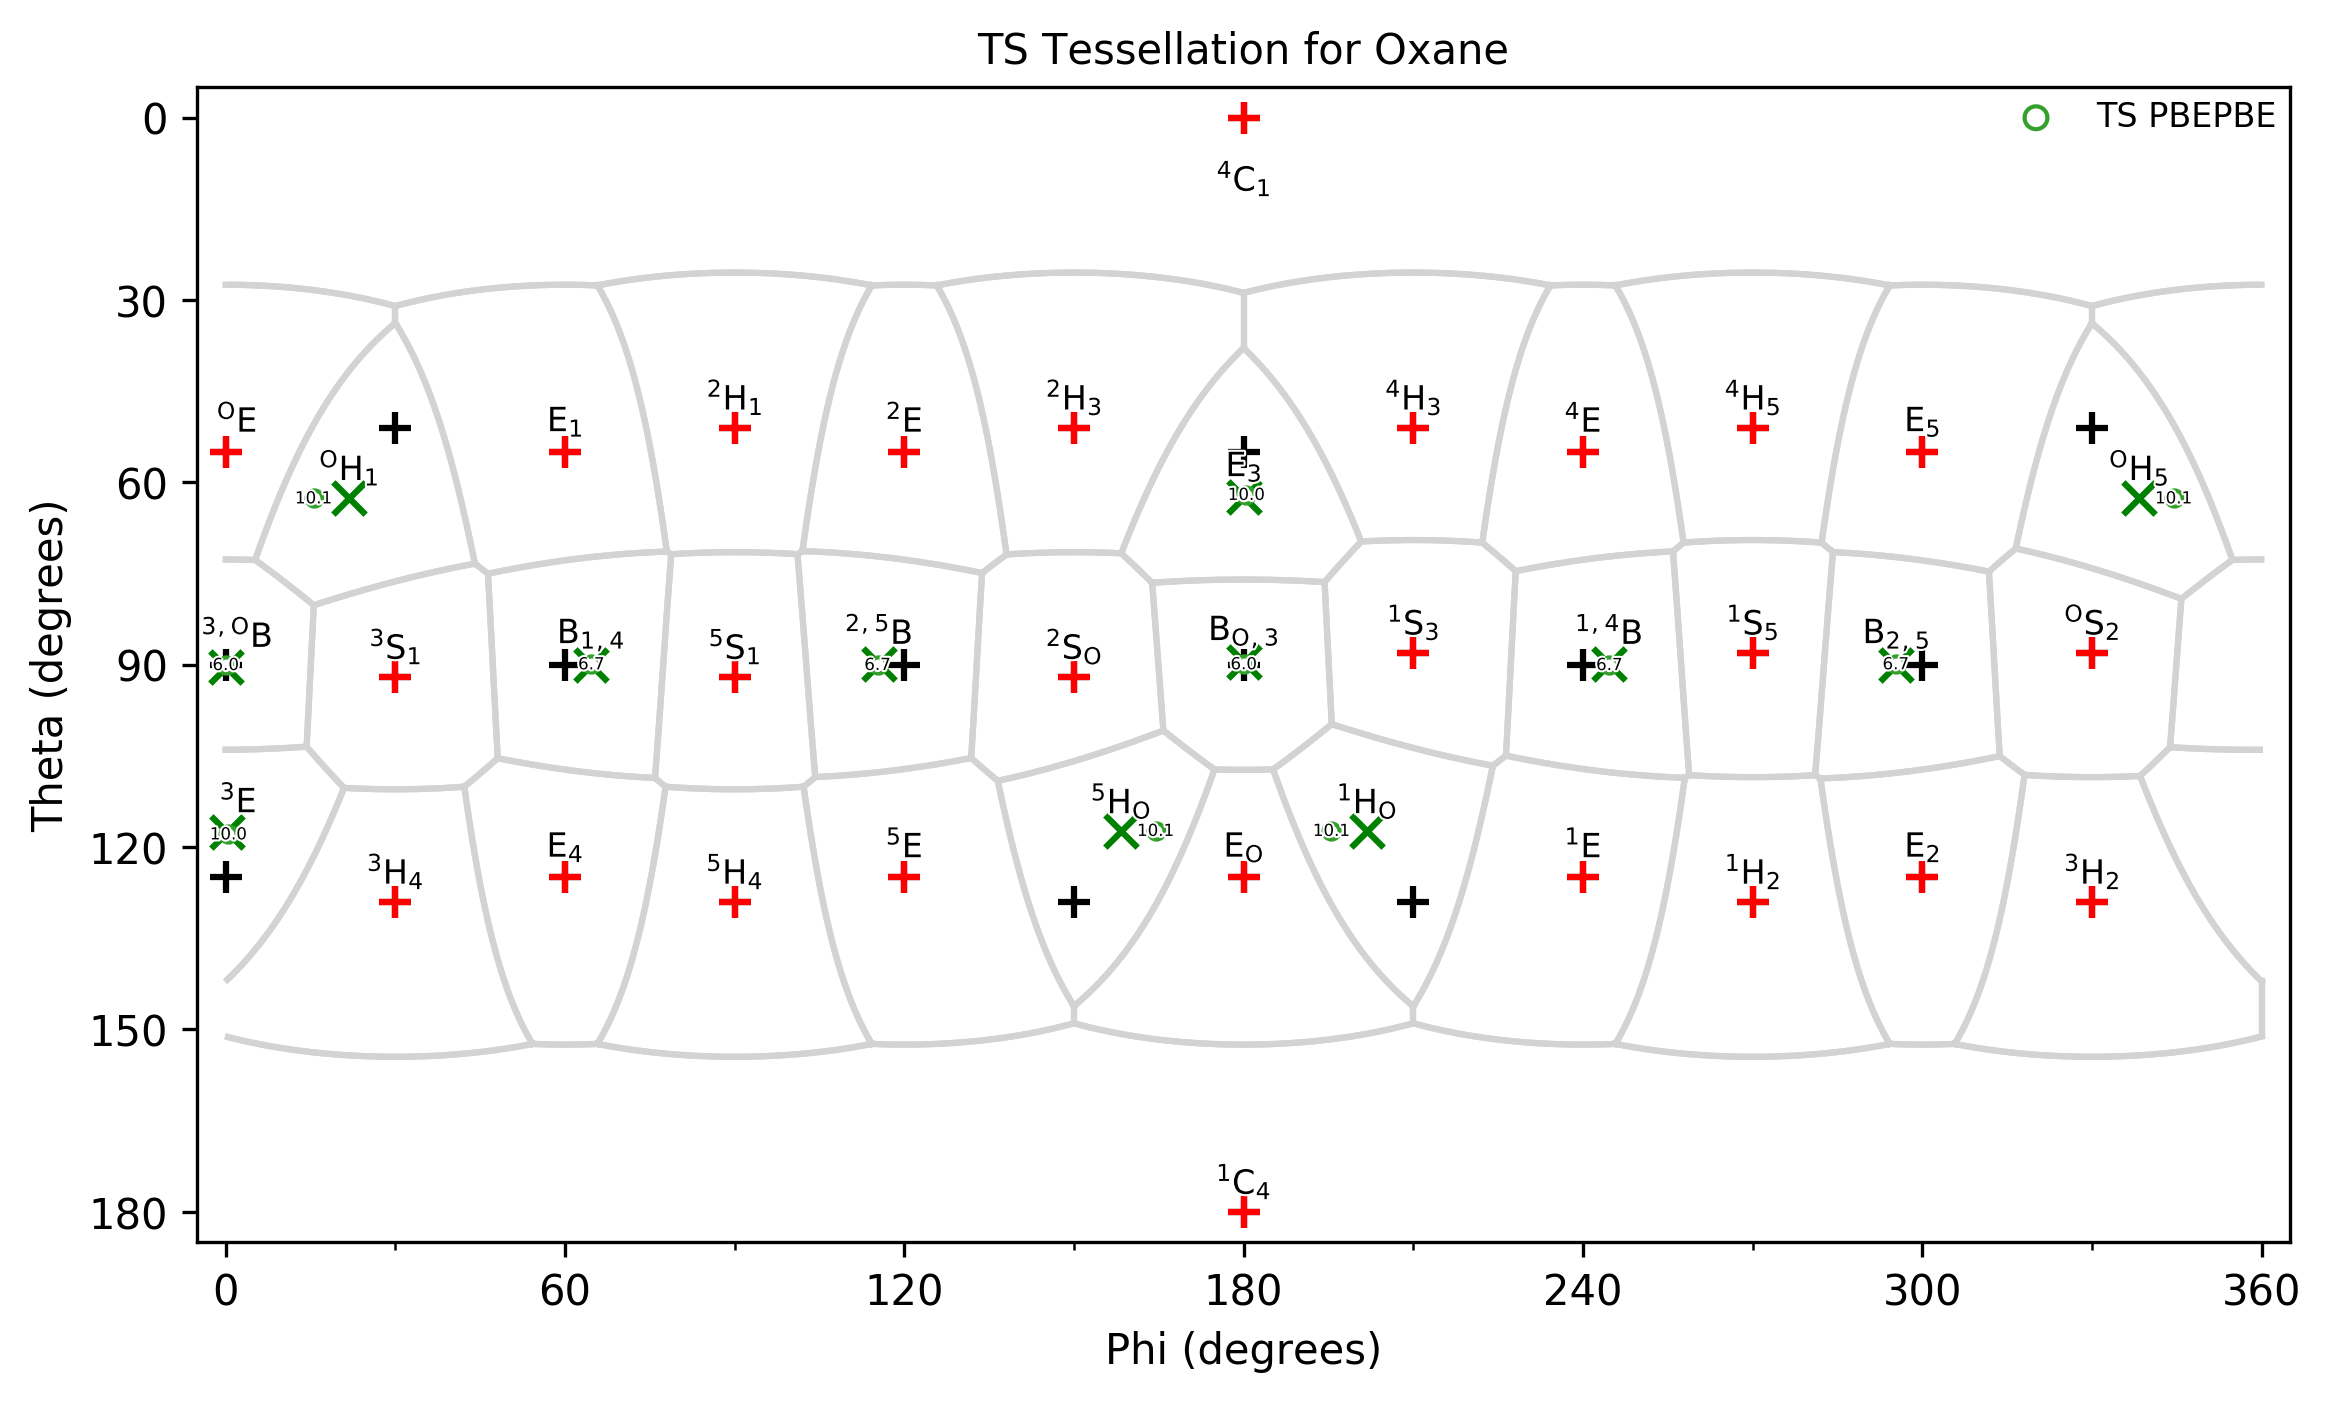 TS Tessellation for Oxane
TS PBEPBE
0
30
60
90
120
150
180
Theta (degrees)
⁴C₁
ᴼE
ᴼH₁
10.1
E₁
²H₁
²E
²H₃
E₃
10.0
⁴H₃
⁴E
⁴H₅
E₅
ᴼH₅
10.1
³,ᴼB
6.0
³S₁
B₁,₄
6.7
⁵S₁
²,⁵B
6.7
²Sₒ
Bₒ,₃
6.0
¹S₃
¹,⁴B
6.7
¹S₅
B₂,₅
6.7
ᴼS₂
³E
10.0
³H₄
E₄
⁵H₄
⁵E
⁵Hₒ
10.1
Eₒ
¹Hₒ
10.1
¹E
¹H₂
E₂
³H₂
¹C₄
0 60 120 180 240 300 360
Phi (degrees)